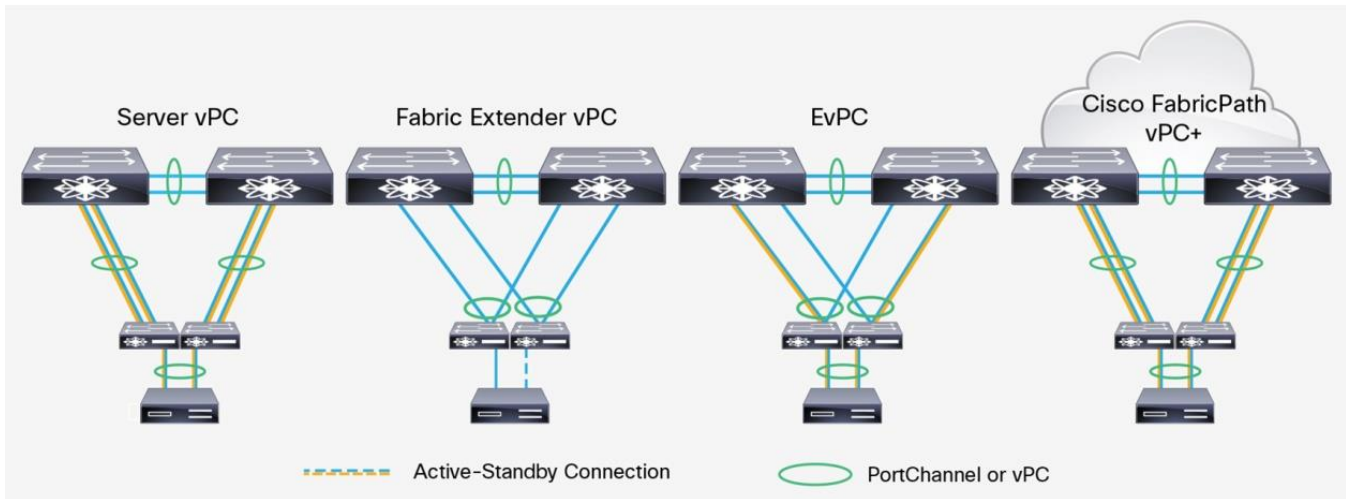 Server vPC
Fabric Extender vPC
EvPC
Cisco FabricPath
vPC+
Active-Standby Connection
PortChannel or vPC